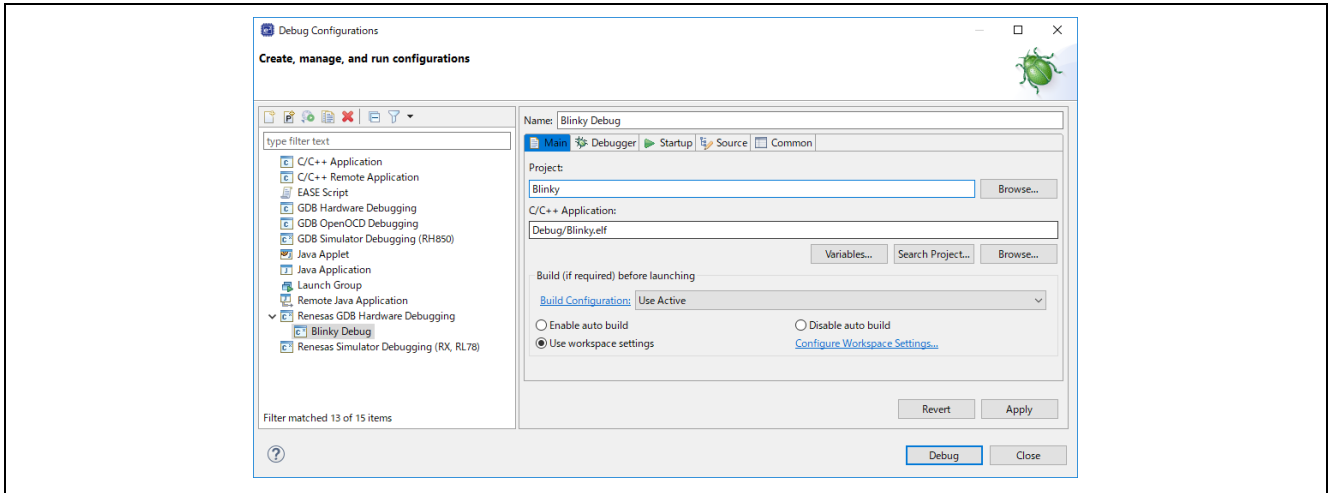 Debug Configurations
Create, manage, and run configurations
type filter text
C/C++ Application
C/C++ Remote Application
EASE Script
GDB Hardware Debugging
GDB OpenOCD Debugging
GDB Simulator Debugging (RH850)
Java Applet
Java Application
Launch Group
Remote Java Application
Renesas GDB Hardware Debugging
Blinky Debug
Renesas Simulator Debugging (RX, RL78)
Filter matched 13 of 15 items
Name: Blinky Debug
Main Debugger Startup Source Common
Project:
Blinky Browse...
C/C++ Application:
Debug/Blinky.elf
Variables... Search Project... Browse...
Build (if required) before launching
Build Configuration: Use Active
Enable auto build Disable auto build
Use workspace settings Configure Workspace Settings...
Revert Apply
? Debug Close